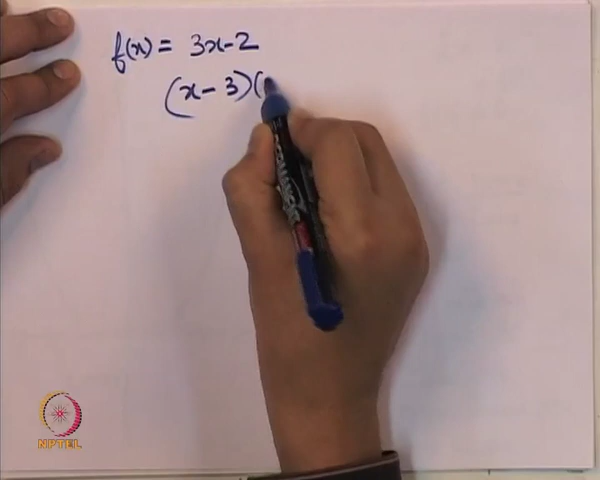 f(x) = 3x-2
(x-3)(
NPTEL